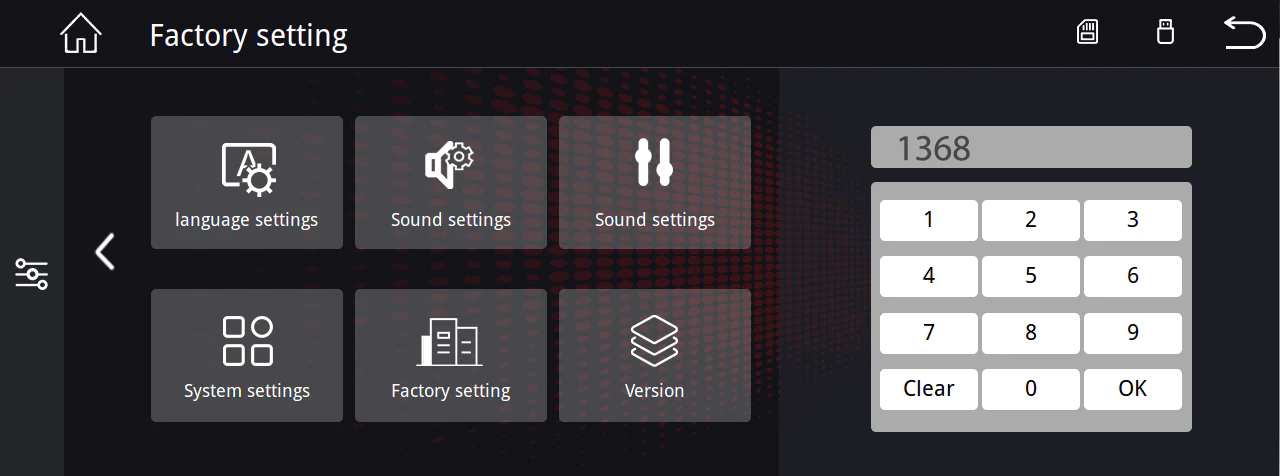 Factory setting
language settings
Sound settings
Sound settings
System settings
Factory setting
Version
1368
1 2 3
4 5 6
7 8 9
Clear 0 OK